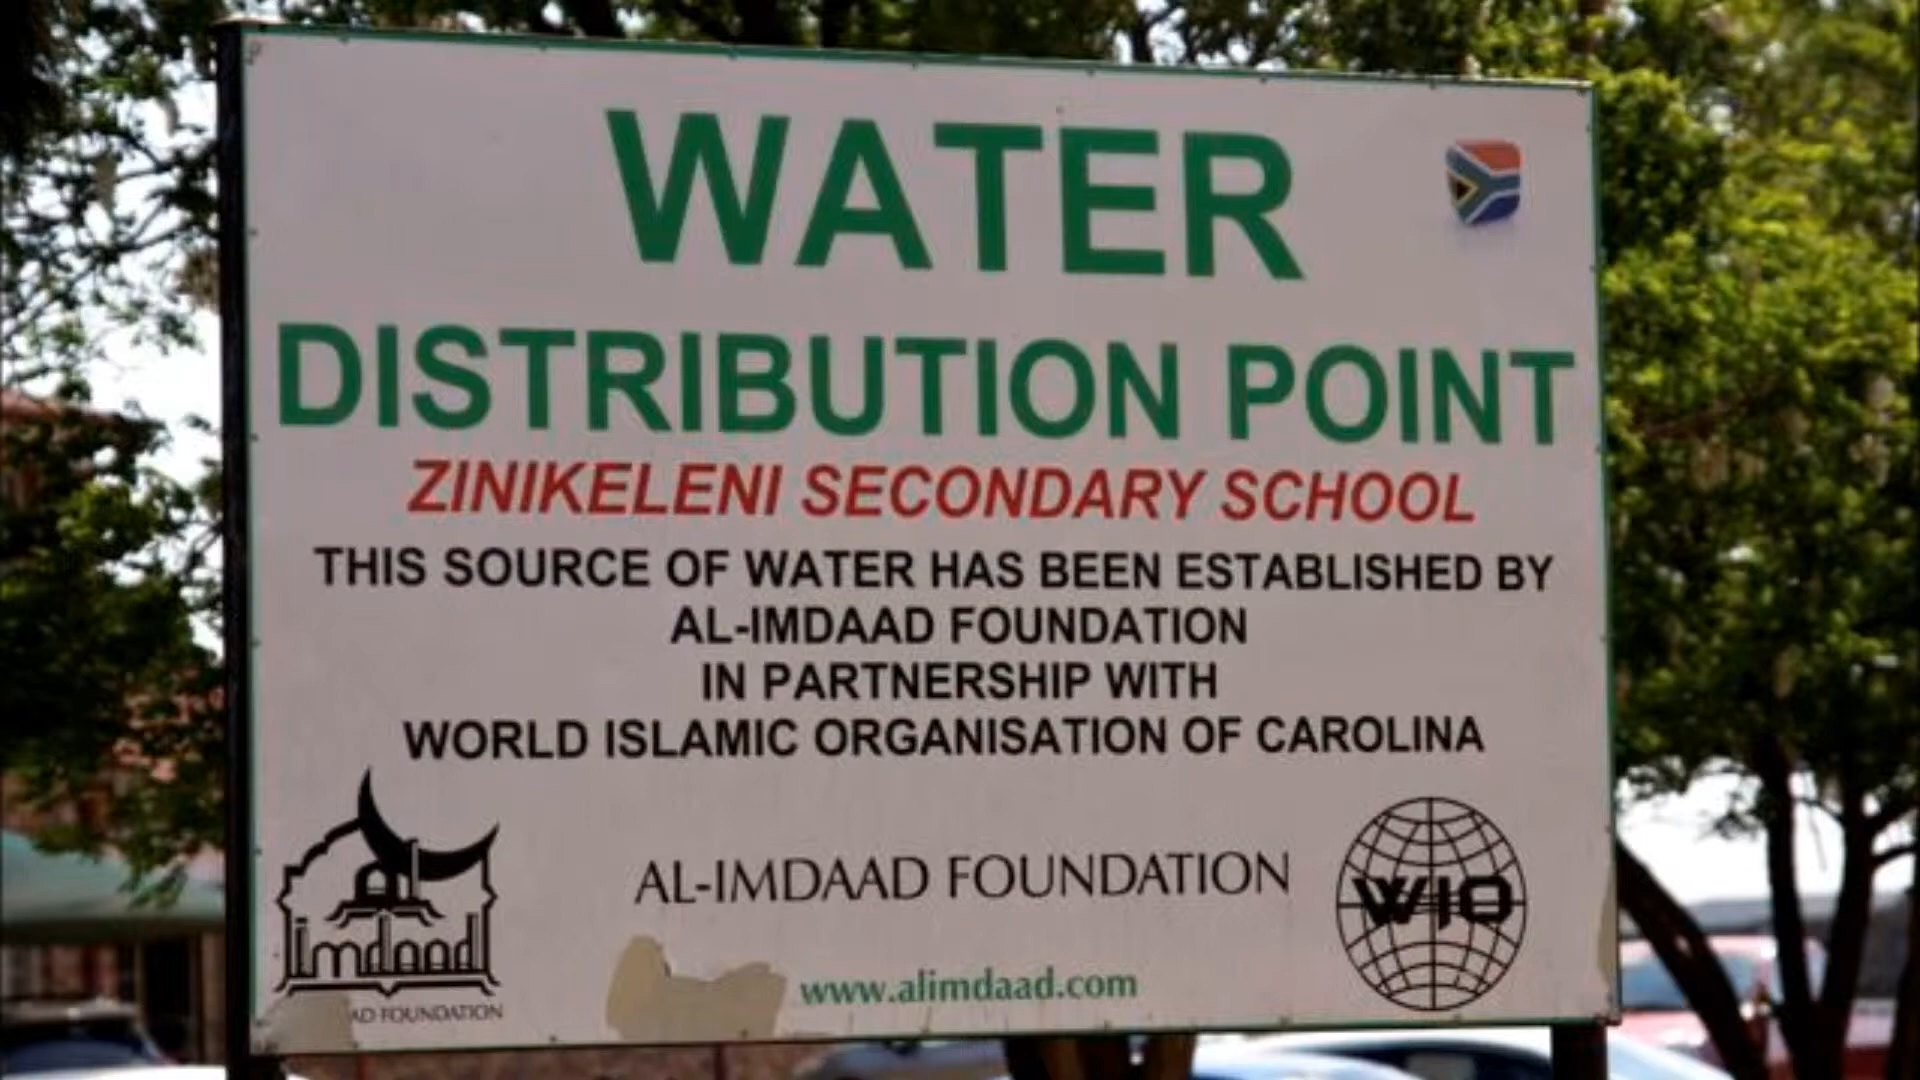 WATER
DISTRIBUTION POINT
ZINIKELENI SECONDARY SCHOOL
THIS SOURCE OF WATER HAS BEEN ESTABLISHED BY
AL-IMDAAD FOUNDATION
IN PARTNERSHIP WITH
WORLD ISLAMIC ORGANISATION OF CAROLINA
imdaad
AD FOUNDATION
AL-IMDAAD FOUNDATION
www.alimdaad.com
WIO